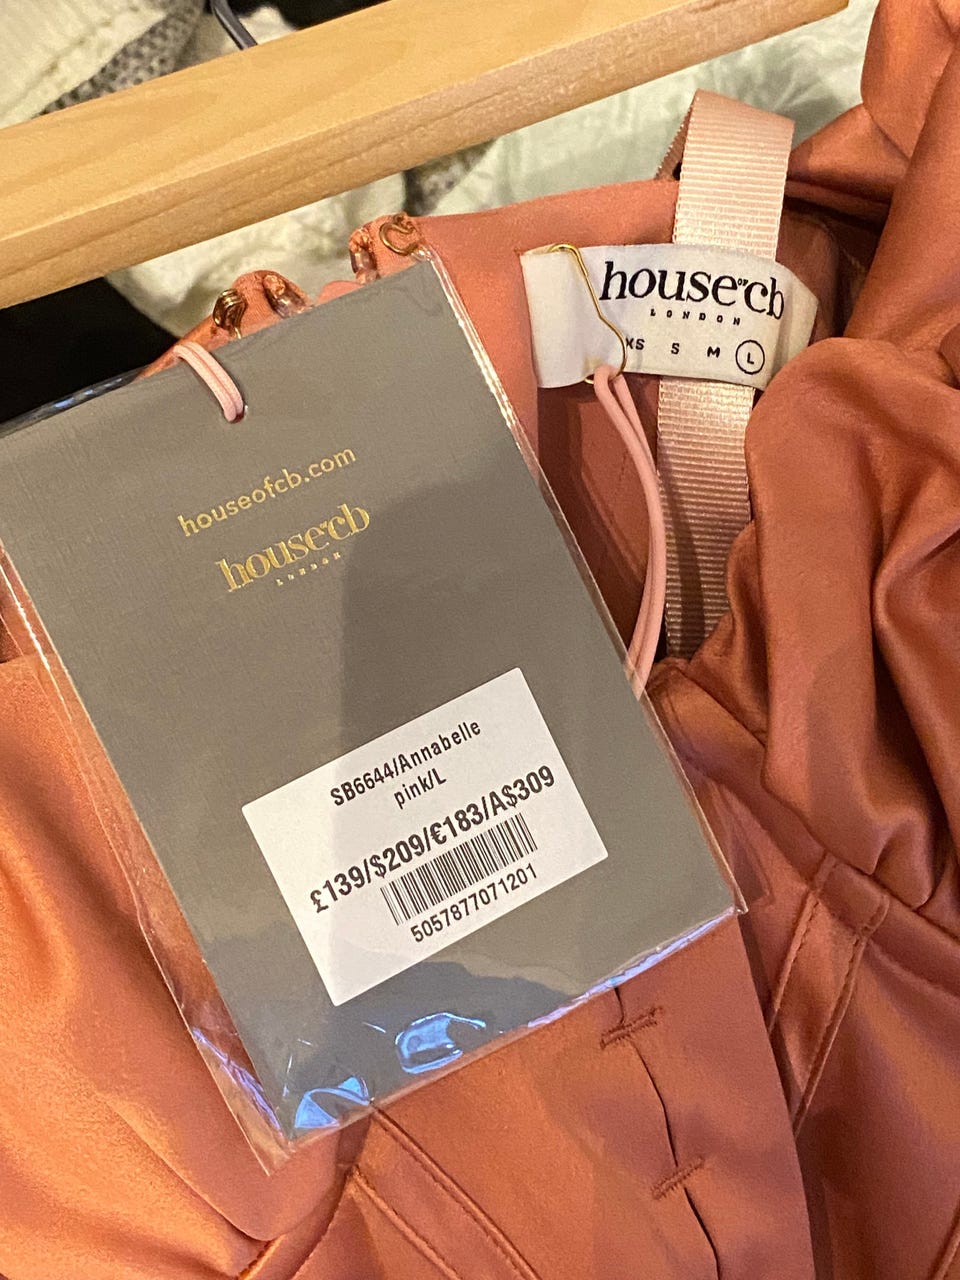 house OF cb
LONDON
XS S M L
houseofcb.com
house OF cb
LONDON
SB6644/Annabelle
pink/L
£139/$209/€183/A$309
5057877071201